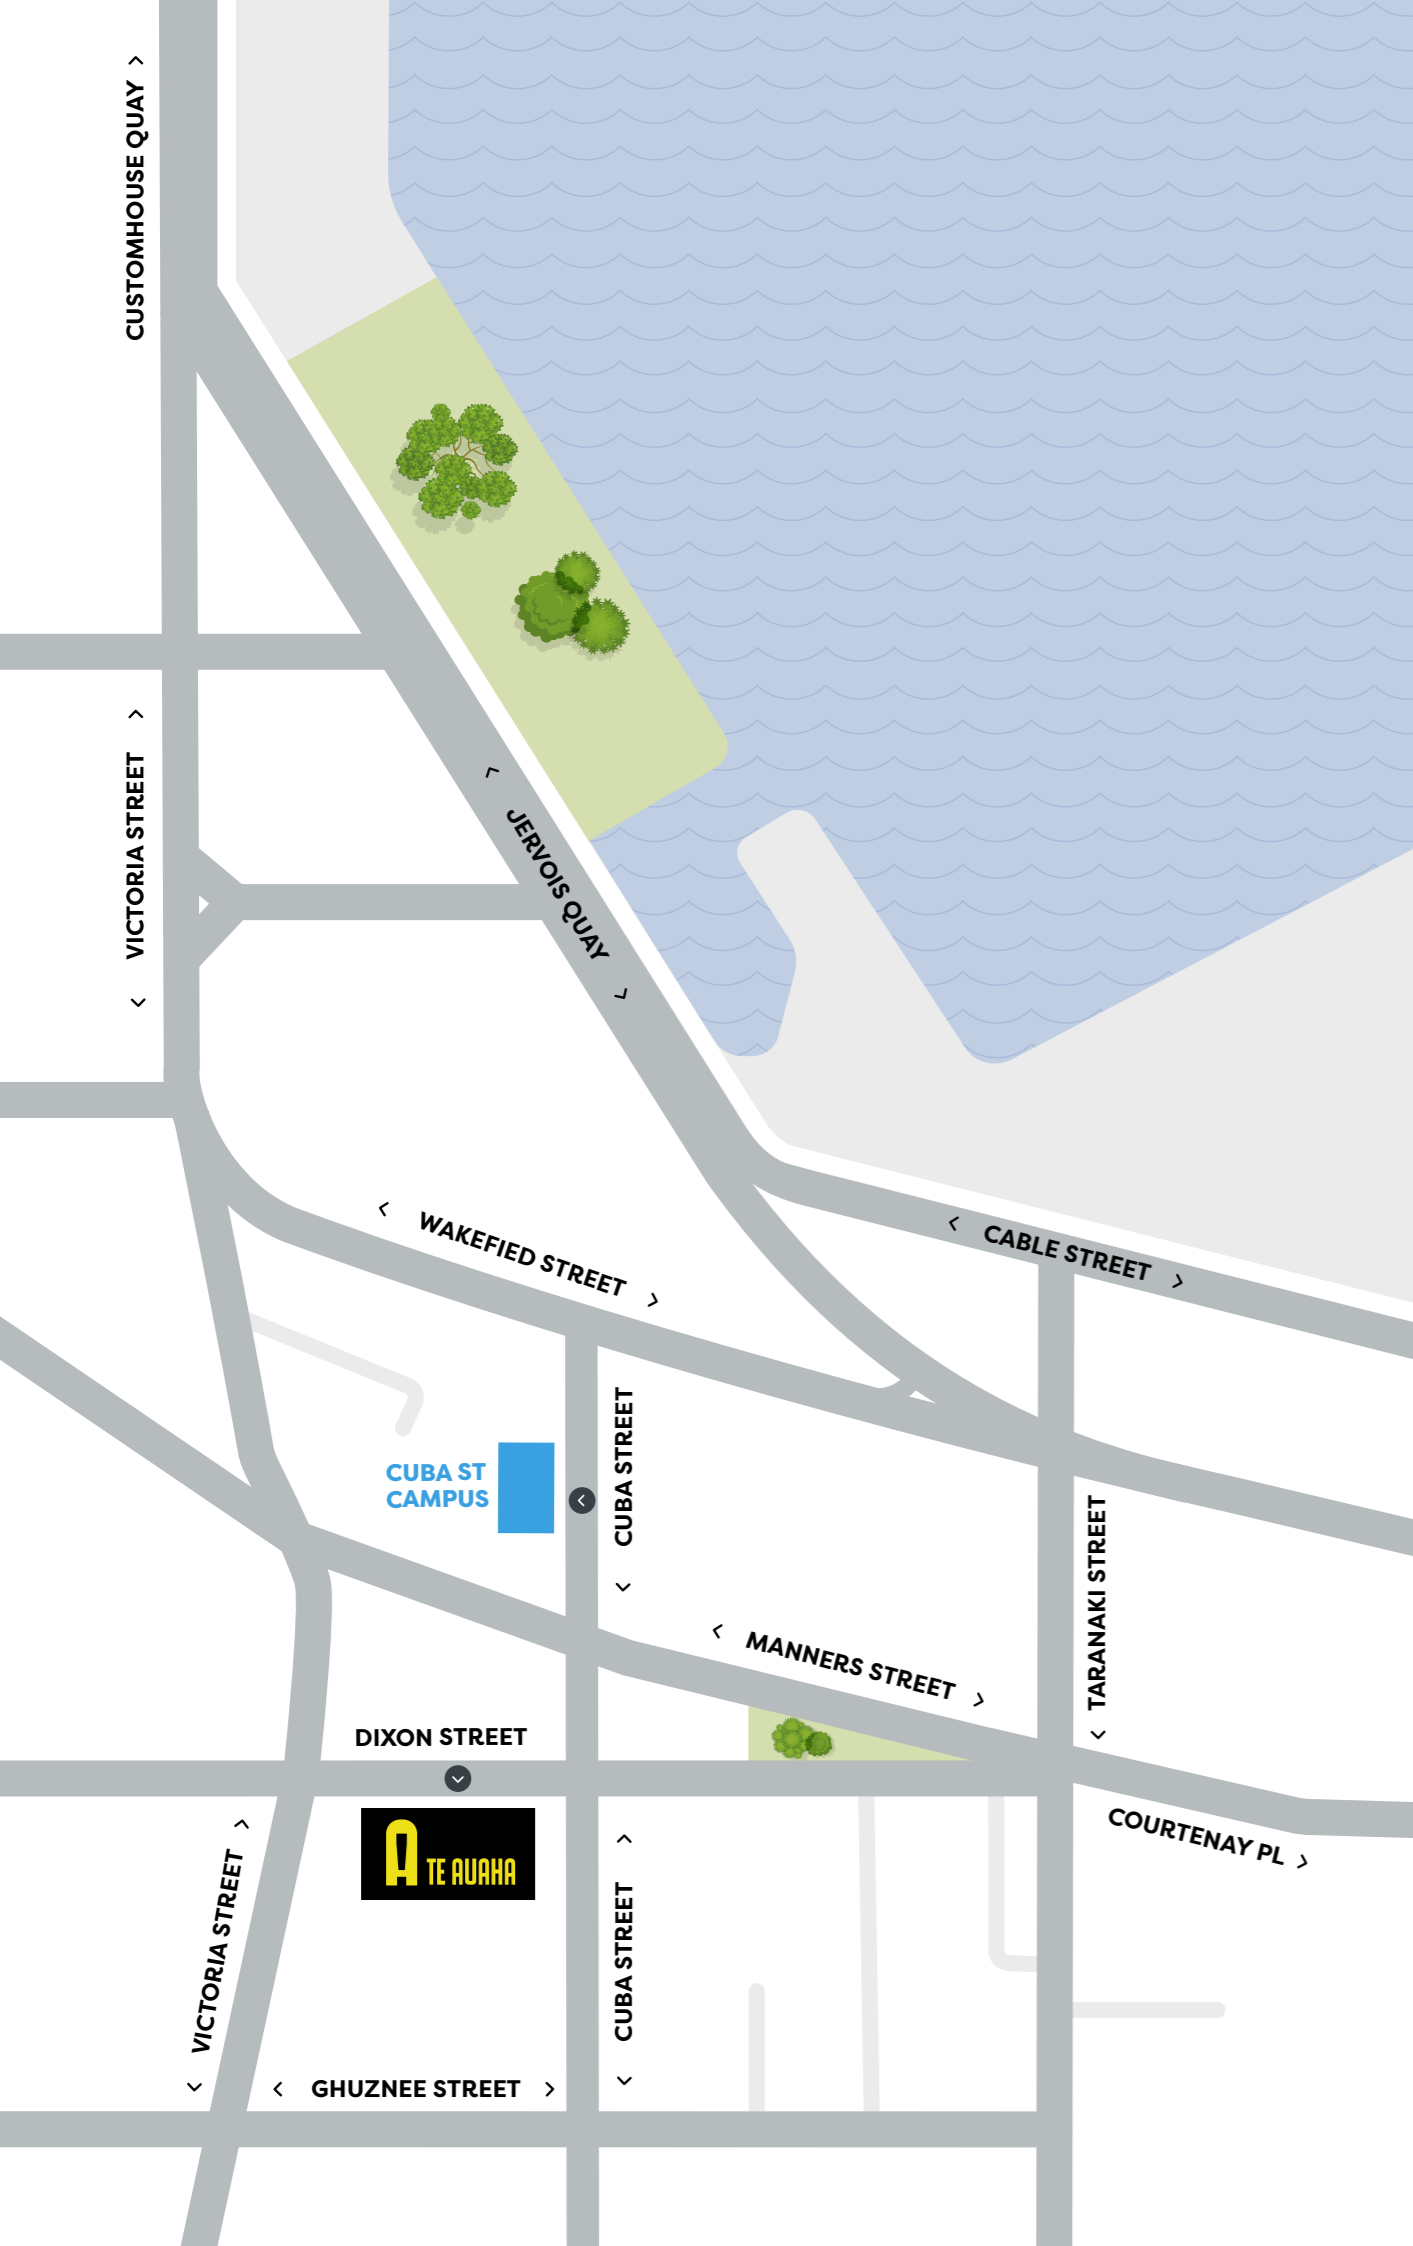 CUSTOMHOUSE QUAY
VICTORIA STREET
JERVOIS QUAY
WAKEFIED STREET
CABLE STREET
CUBA STREET
CUBA ST
CAMPUS
TARANAKI STREET
MANNERS STREET
DIXON STREET
COURTENAY PL
A TE AUAHA
VICTORIA STREET
CUBA STREET
GHUZNEE STREET